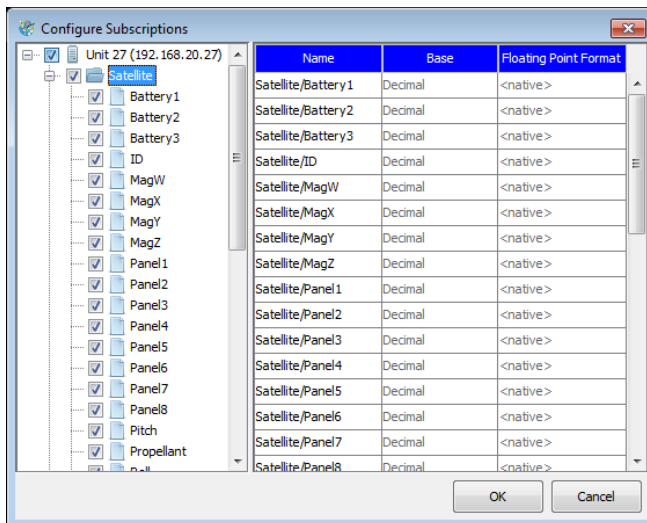 Configure Subscriptions
Unit 27 (192.168.20.27)
Satellite
Battery1
Battery2
Battery3
ID
MagW
MagX
MagY
MagZ
Panel1
Panel2
Panel3
Panel4
Panel5
Panel6
Panel7
Panel8
Pitch
Propellant
Name Base Floating Point Format
Satellite/Battery1 Decimal <native>
Satellite/Battery2 Decimal <native>
Satellite/Battery3 Decimal <native>
Satellite/ID Decimal <native>
Satellite/MagW Decimal <native>
Satellite/MagX Decimal <native>
Satellite/MagY Decimal <native>
Satellite/MagZ Decimal <native>
Satellite/Panel1 Decimal <native>
Satellite/Panel2 Decimal <native>
Satellite/Panel3 Decimal <native>
Satellite/Panel4 Decimal <native>
Satellite/Panel5 Decimal <native>
Satellite/Panel6 Decimal <native>
Satellite/Panel7 Decimal <native>
Satellite/Panel8 Decimal <native>
OK Cancel